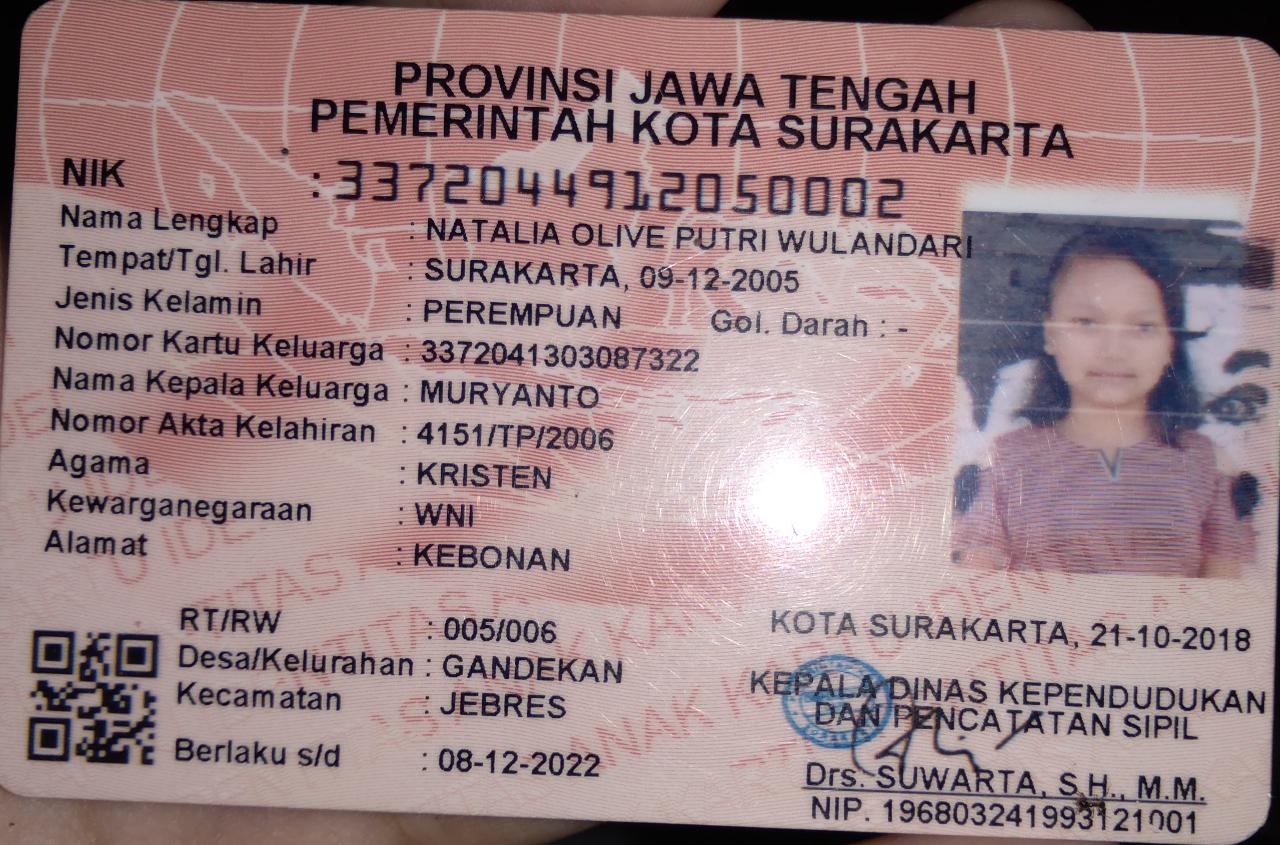 PROVINSI JAWA TENGAH
PEMERINTAH KOTA SURAKARTA
NIK : 3372044912050002
Nama Lengkap : NATALIA OLIVE PUTRI WULANDARI
Tempat/Tgl. Lahir : SURAKARTA, 09-12-2005
Jenis Kelamin : PEREMPUAN Gol. Darah : -
Nomor Kartu Keluarga : 3372041303087322
Nama Kepala Keluarga : MURYANTO
Nomor Akta Kelahiran : 4151/TP/2006
Agama : KRISTEN
Kewarganegaraan : WNI
Alamat : KEBONAN
RT/RW : 005/006
Desa/Kelurahan : GANDEKAN
Kecamatan : JEBRES
Berlaku s/d : 08-12-2022
KOTA SURAKARTA, 21-10-2018
KEPALA DINAS KEPENDUDUKAN
DAN PENCATATAN SIPIL
Drs. SUWARTA, S.H., M.M.
NIP. 196803241993121001